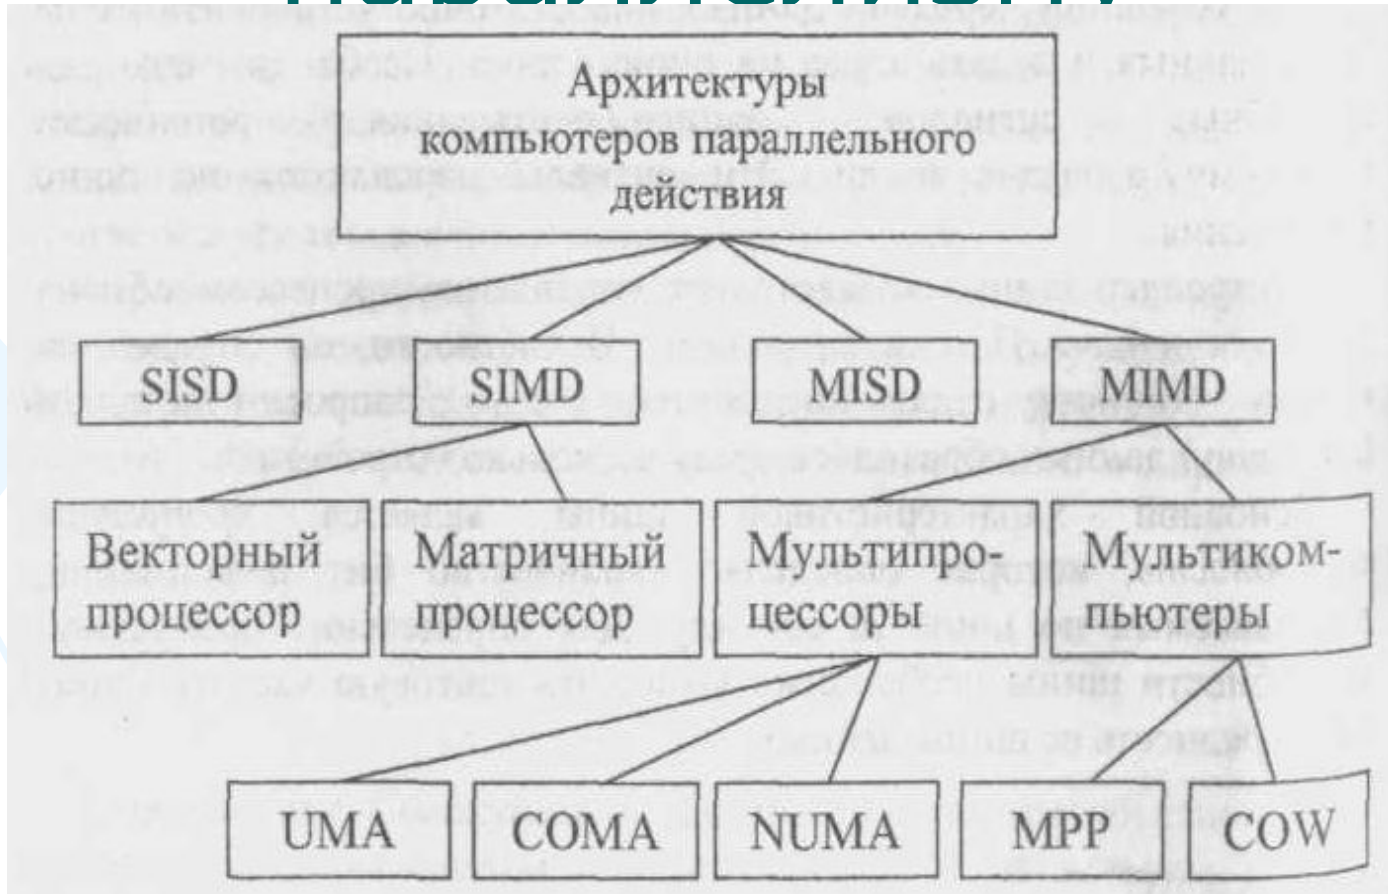 Архитектуры
компьютеров параллельного
действия
SISD
SIMD
MISD
MIMD
Векторный
процессор
Матричный
процессор
Мультипро-
цессоры
Мультиком-
пьютеры
UMA
COMA
NUMA
MPP
COW